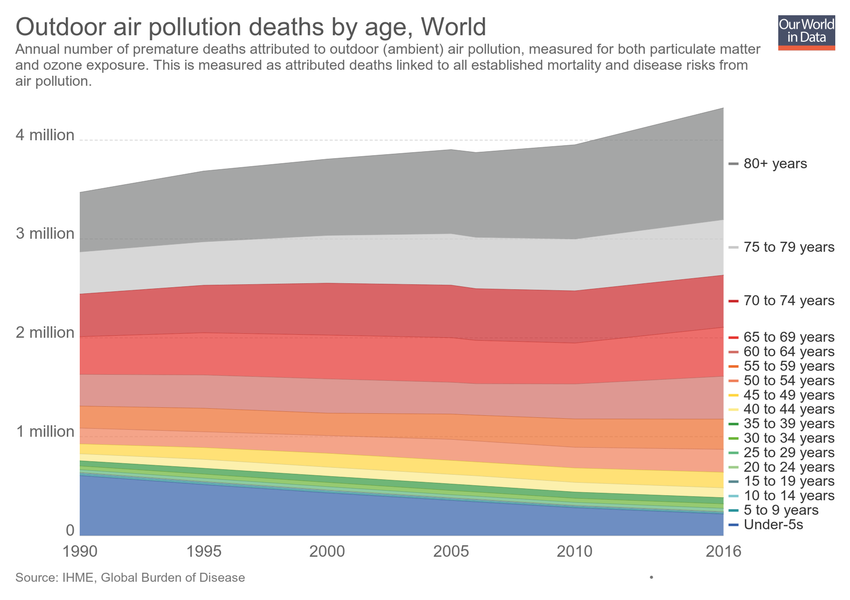 Outdoor air pollution deaths by age, World
Our World
in Data
Annual number of premature deaths attributed to outdoor (ambient) air pollution, measured for both particulate matter
and ozone exposure. This is measured as attributed deaths linked to all established mortality and disease risks from
air pollution.
4 million
3 million
2 million
1 million
0
80+ years
75 to 79 years
70 to 74 years
65 to 69 years
60 to 64 years
55 to 59 years
50 to 54 years
45 to 49 years
40 to 44 years
35 to 39 years
30 to 34 years
25 to 29 years
20 to 24 years
15 to 19 years
10 to 14 years
5 to 9 years
Under-5s
1990 1995 2000 2005 2010 2016
Source: IHME, Global Burden of Disease